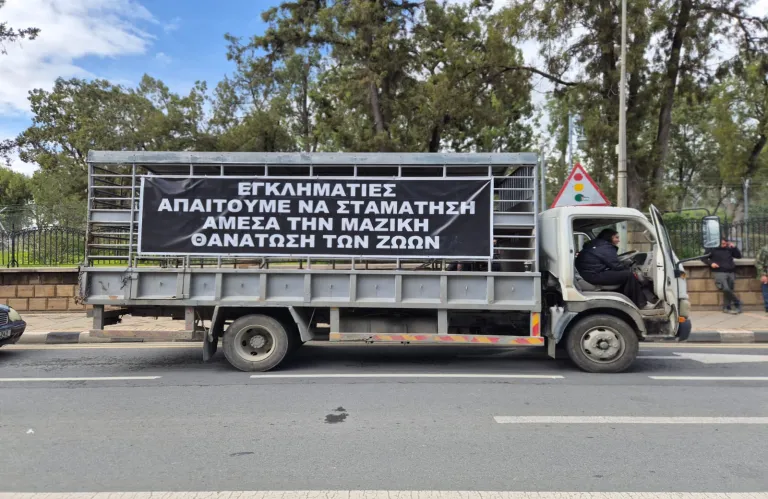 ΕΓΚΛΗΜΑΤΙΕΣ
ΑΠΑΙΤΟΥΜΕ ΝΑ ΣΤΑΜΑΤΗΣΗ
ΑΜΕΣΑ ΤΗΝ ΜΑΖΙΚΗ
ΘΑΝΑΤΩΣΗ ΤΩΝ ΖΩΩΝ